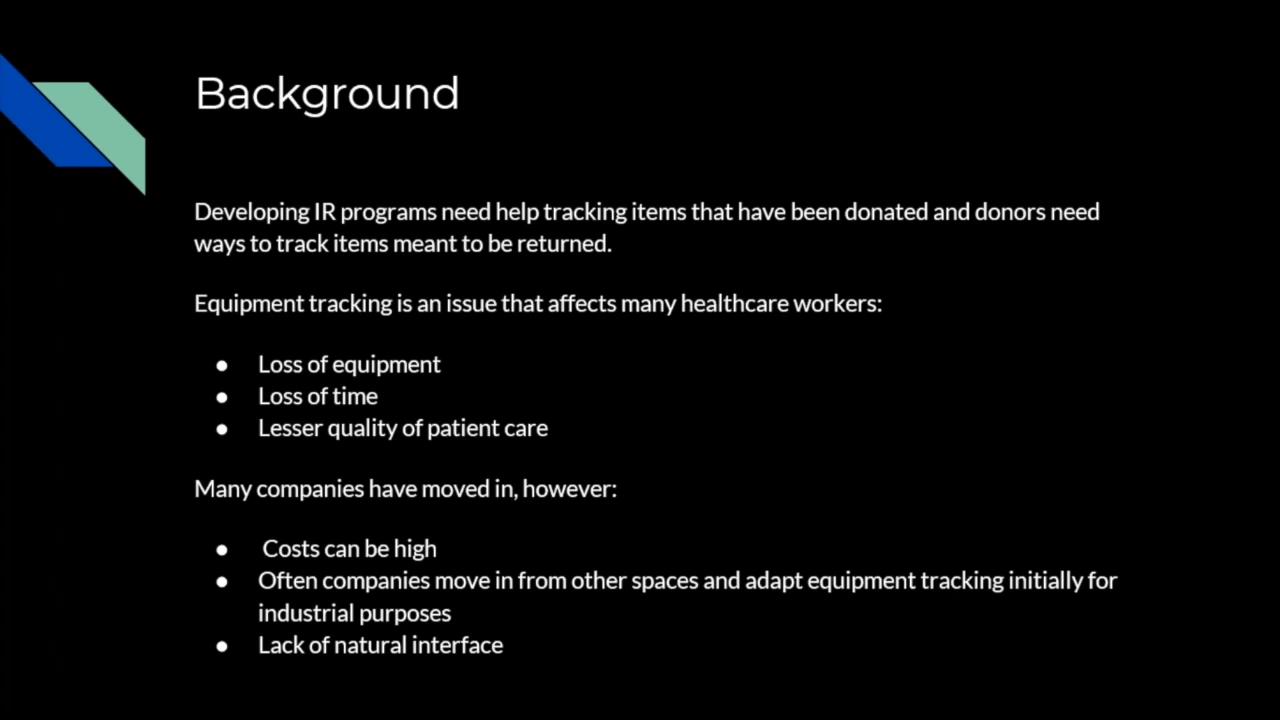 Background
Developing IR programs need help tracking items that have been donated and donors need
ways to track items meant to be returned.
Equipment tracking is an issue that affects many healthcare workers:
● Loss of equipment
● Loss of time
● Lesser quality of patient care
Many companies have moved in, however:
● Costs can be high
● Often companies move in from other spaces and adapt equipment tracking initially for
industrial purposes
● Lack of natural interface